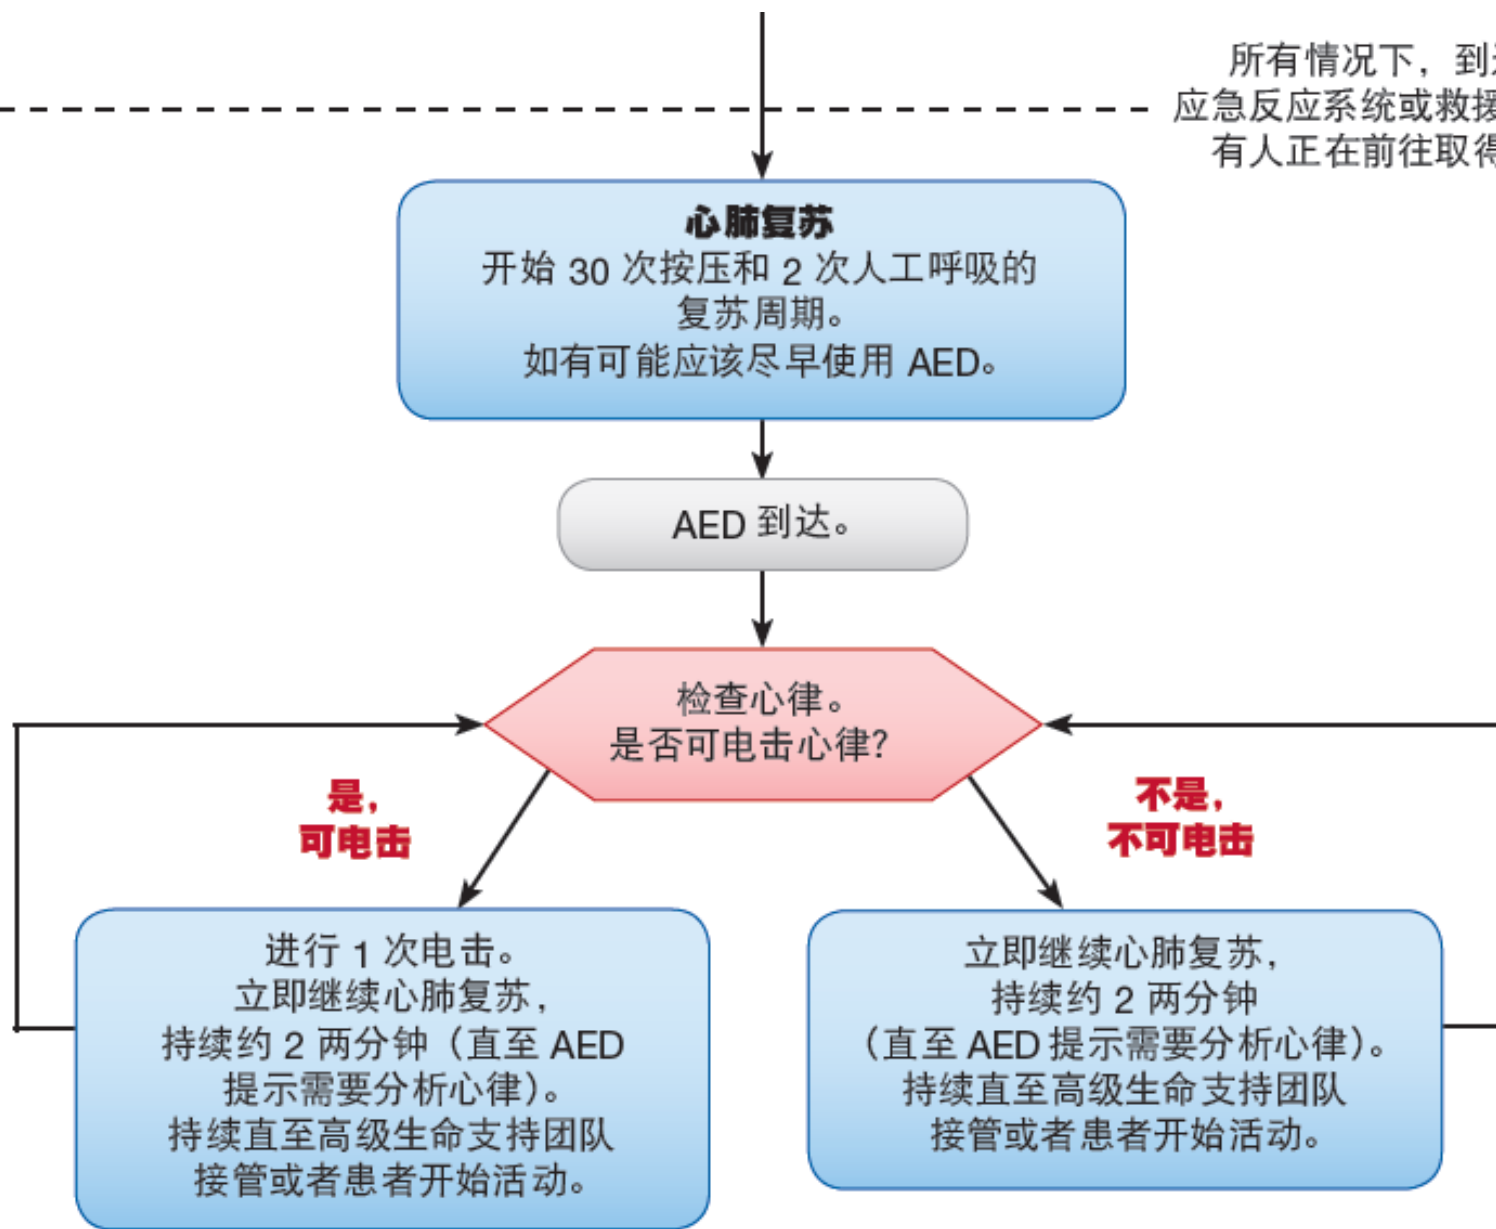 所有情况下，到
应急反应系统或救援
有人正在前往取得
心肺复苏
开始 30 次按压和 2 次人工呼吸的
复苏周期。
如有可能应该尽早使用 AED。
AED 到达。
检查心律。
是否可电击心律？
是，
可电击
不是，
不可电击
进行 1 次电击。
立即继续心肺复苏，
持续约 2 两分钟（直至 AED
提示需要分析心律）。
持续直至高级生命支持团队
接管或者患者开始活动。
立即继续心肺复苏，
持续约 2 两分钟
（直至 AED 提示需要分析心律）。
持续直至高级生命支持团队
接管或者患者开始活动。